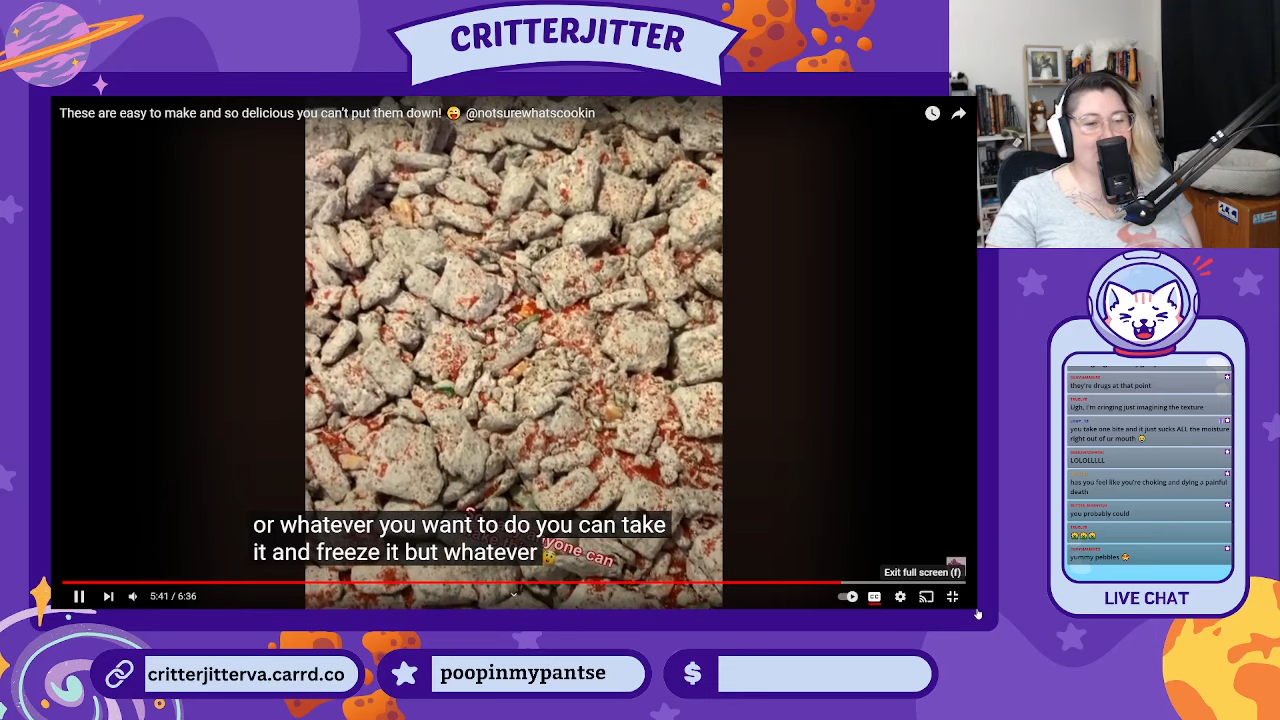 CRITTERJITTER
These are easy to make and so delicious you can't put them down! 😜 @notsurewhatscookin
or whatever you want to do you can take
it and freeze it but whatever
anyone can
Exit full screen (f)
5:41 / 6:36
CC
they're drugs at that point
Ugh, I'm cringing just imagining the texture
you take one bite and it just sucks ALL the moisture
right out of ur mouth
LOLOLLLLL
has you feel like you're choking and dying a painful
death
you probably could
yummy pebbles
LIVE CHAT
critterjitterva.carrd.co
poopinmypantse
$